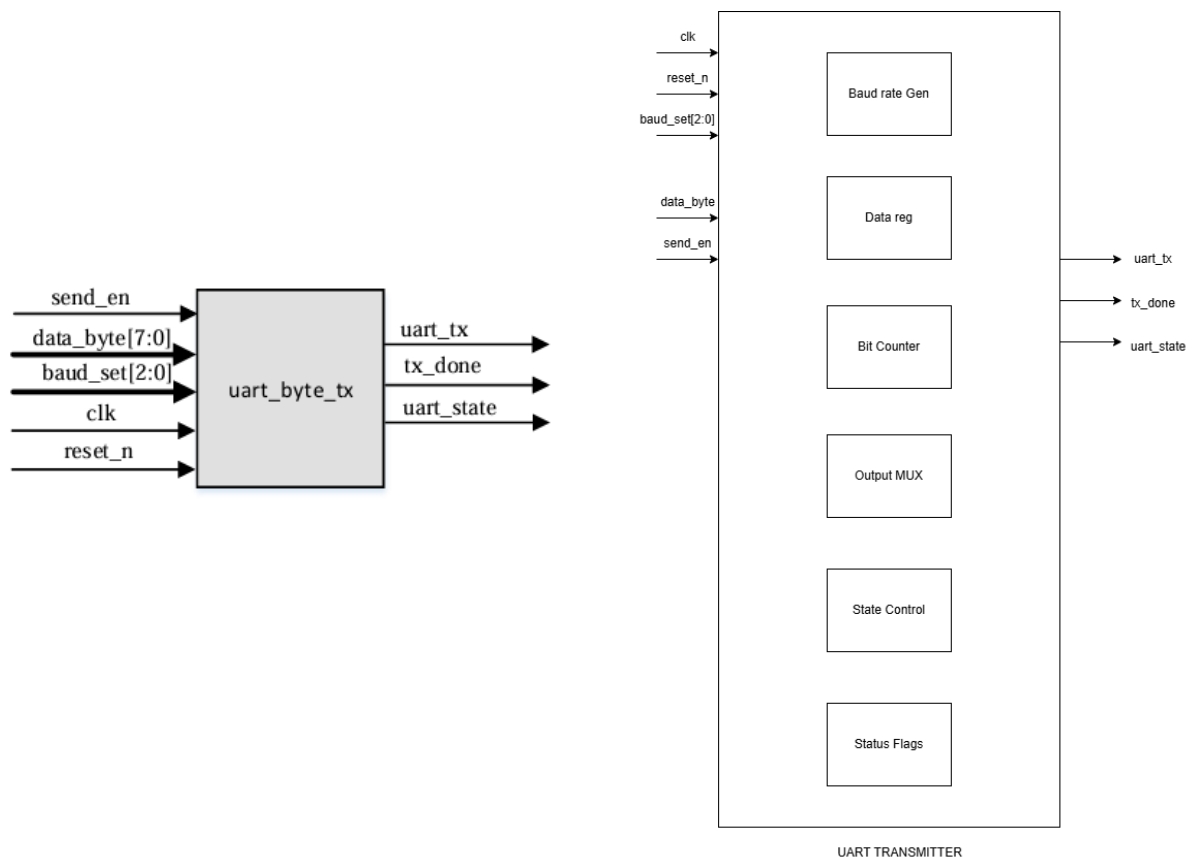 send_en
data_byte[7:0]
baud_set[2:0]
clk
reset_n
uart_byte_tx
uart_tx
tx_done
uart_state
clk
reset_n
baud_set[2:0]
data_byte
send_en
Baud rate Gen
Data reg
Bit Counter
Output MUX
State Control
Status Flags
uart_tx
tx_done
uart_state
UART TRANSMITTER